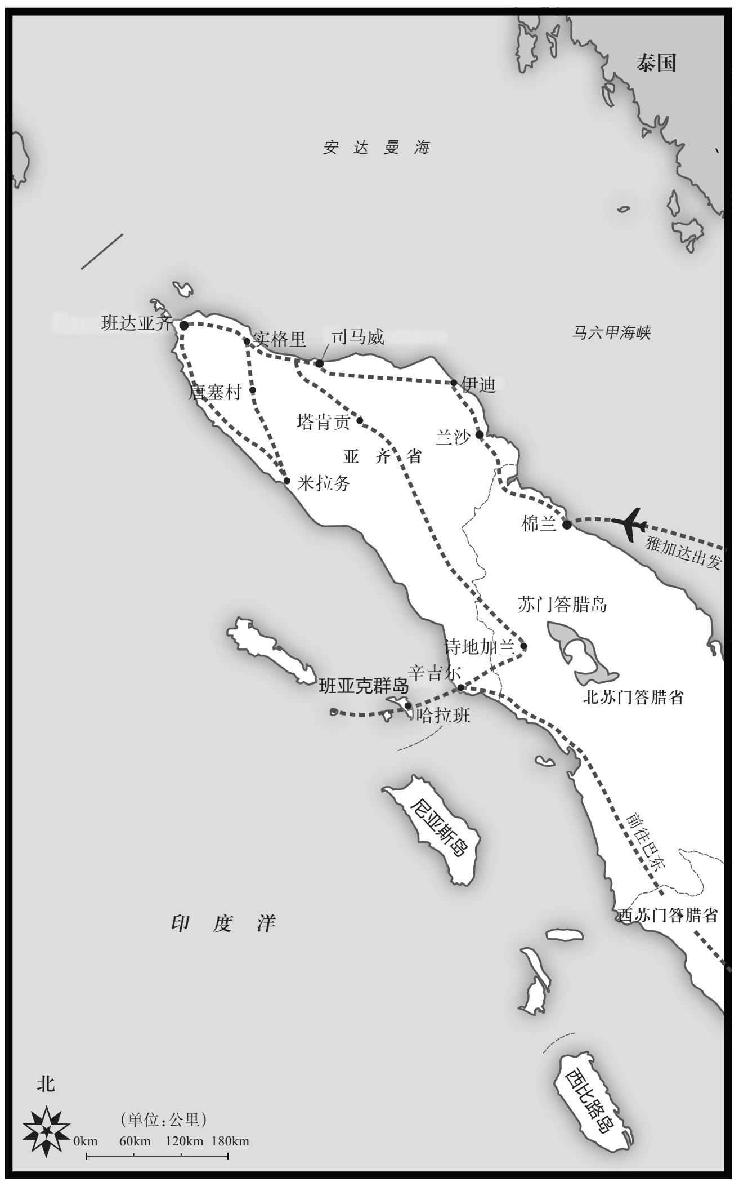 泰国
安达曼海
马六甲海峡
班达亚齐
实格里
司马威
伊迪
唐塞村
塔肯贡
兰沙
亚齐省
米拉务
棉兰
雅加达出发
苏门答腊岛
诗地加兰
辛吉尔
班亚克群岛
北苏门答腊省
哈拉班
尼亚斯岛
前往巴东
西苏门答腊省
印度洋
西比路岛
北
(单位:公里)
0km 60km 120km 180km